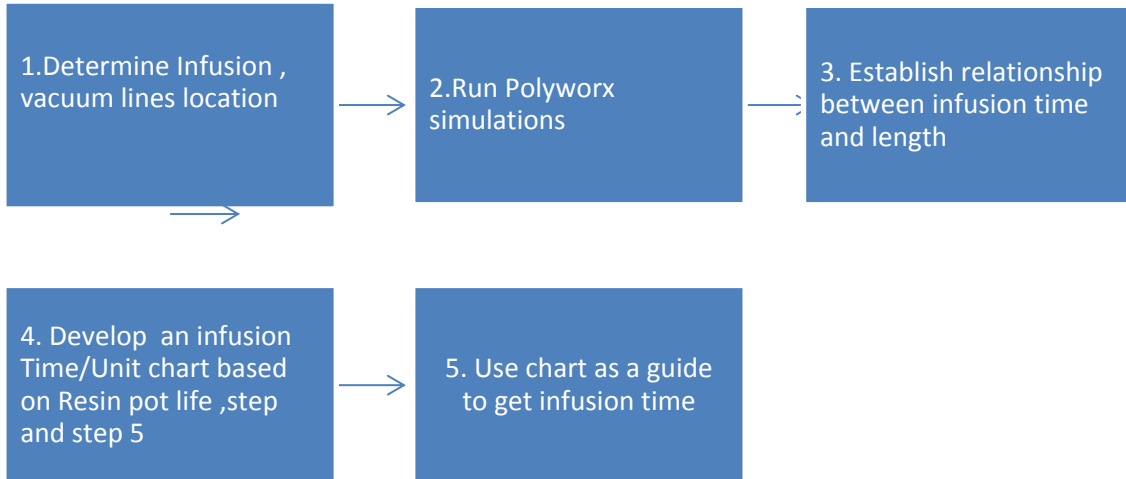 1.Determine Infusion ,
vacuum lines location
2.Run Polyworx
simulations
3. Establish relationship
between infusion time
and length
4. Develop  an infusion
Time/Unit chart based
on Resin pot life ,step
and step 5
5. Use chart as a guide
to get infusion time